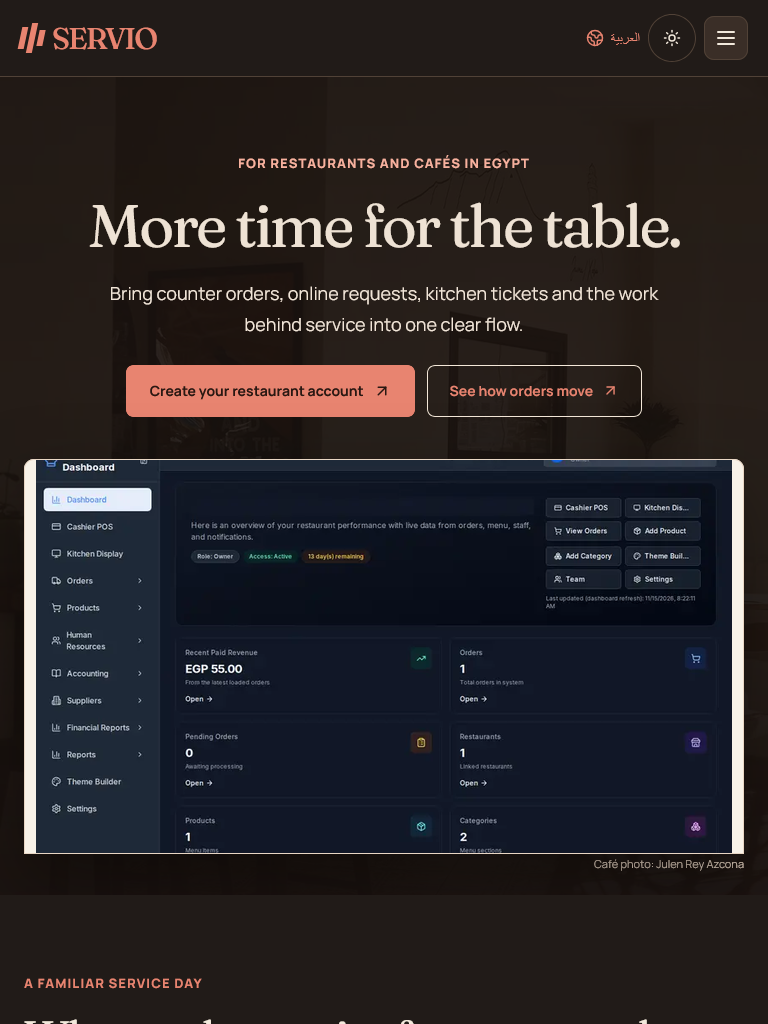 SERVIO
العربية
FOR RESTAURANTS AND CAFÉS IN EGYPT
More time for the table.
Bring counter orders, online requests, kitchen tickets and the work
behind service into one clear flow.
Create your restaurant account
See how orders move
Dashboard
Dashboard
Cashier POS
Kitchen Display
Orders
Products
Human
Resources
Accounting
Suppliers
Financial Reports
Reports
Theme Builder
Settings
Here is an overview of your restaurant performance with live data from orders, menu, staff,
and notifications.
Role: Owner
Access: Active
13 day(s) remaining
Cashier POS
Kitchen Dis...
View Orders
Add Product
Add Category
Theme Buil...
Team
Settings
Last updated (dashboard refresh): 11/15/2026, 8:22:11
AM
Recent Paid Revenue
EGP 55.00
From the latest loaded orders
Open →
Orders
1
Total orders in system
Open →
Pending Orders
0
Awaiting processing
Open →
Restaurants
1
Linked restaurants
Open →
Products
1
Menu items
Categories
2
Menu sections
Café photo: Julen Rey Azcona
A FAMILIAR SERVICE DAY